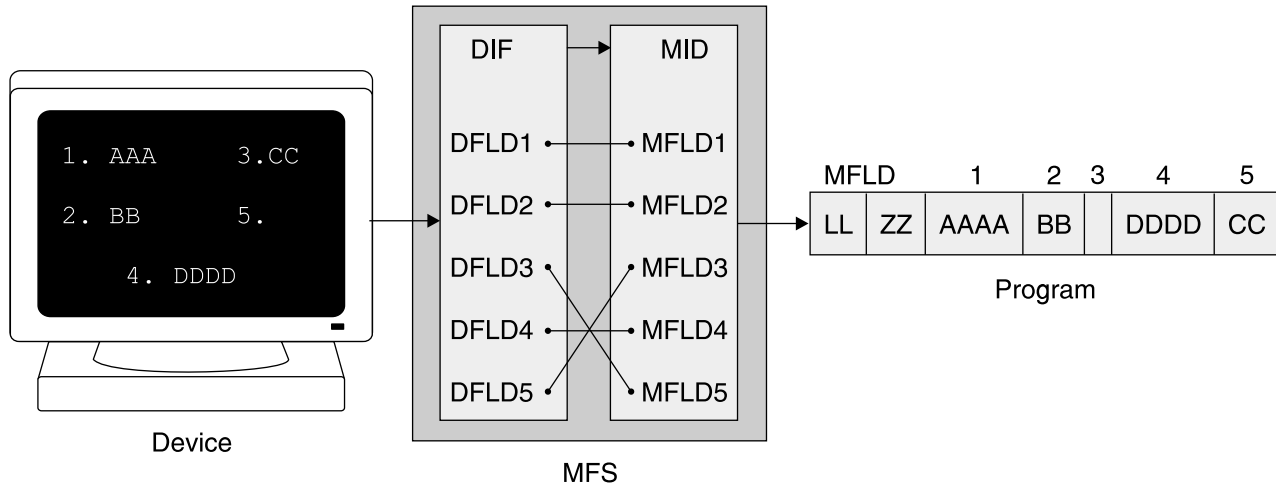 DIF MID
1. AAA 3.CC
2. BB 5.
4. DDDD
Device
DFLD1 MFLD1
DFLD2 MFLD2
DFLD3 MFLD3
DFLD4 MFLD4
DFLD5 MFLD5
MFS
MFLD 1 2 3 4 5
LL ZZ AAAA BB DDDD CC
Program